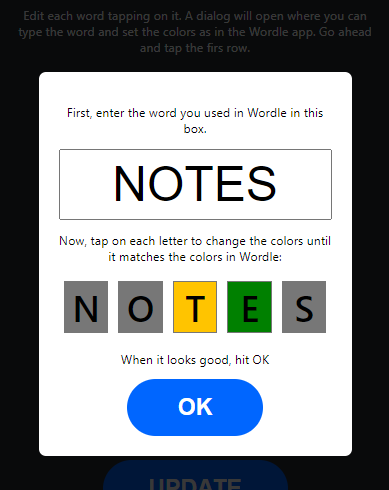 Edit each word tapping on it. A dialog will open where you can
type the word and set the colors as in the Wordle app. Go ahead
and tap the firs row.
First, enter the word you used in Wordle in this
box.
NOTES
Now, tap on each letter to change the colors until
it matches the colors in Wordle:
N O T E S
When it looks good, hit OK
OK
UPDATE